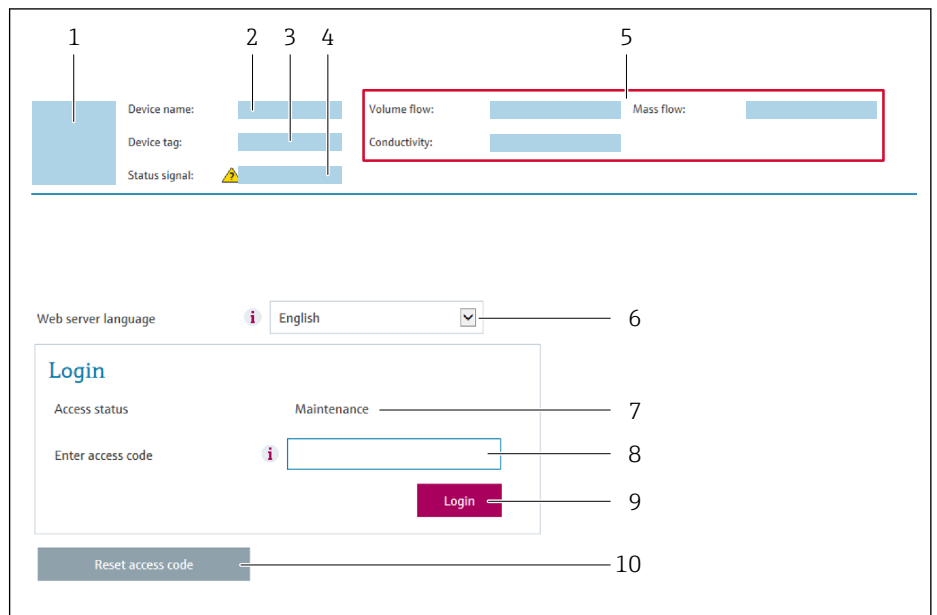 1 2 3 4 5
Device name: Volume flow: Mass flow:
Device tag: Conductivity:
Status signal: ?
Web server language i English 6
Login
Access status Maintenance 7
Enter access code i 8
Login 9
Reset access code 10